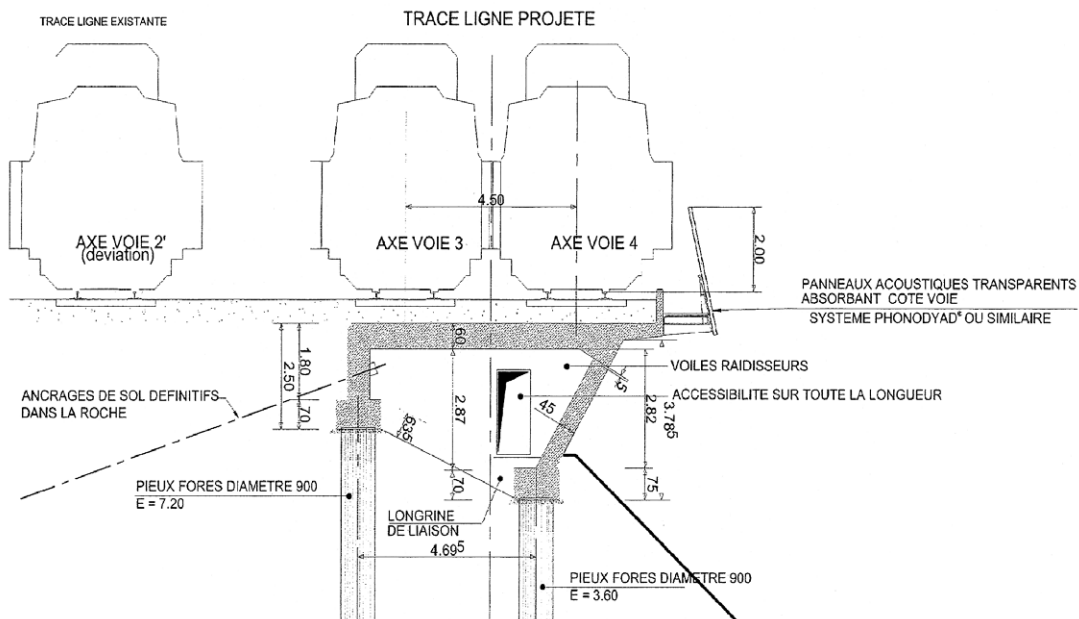 TRACE LIGNE EXISTANTE
TRACE LIGNE PROJETE
4.50
AXE VOIE 2'
(deviation)
AXE VOIE 3
AXE VOIE 4
2.00
PANNEAUX ACOUSTIQUES TRANSPARENTS
ABSORBANT COTE VOIE
SYSTEME PHONODYAD® OU SIMILAIRE
60
1.80
2.50
VOILES RAIDISSEURS
ANCRAGES DE SOL DEFINITIFS
DANS LA ROCHE
ACCESSIBILITE SUR TOUTE LA LONGUEUR
70
2.87
45
2.82
3.78⁵
63⁵
70
75
PIEUX FORES DIAMETRE 900
E = 7.20
LONGRINE
DE LIAISON
4.69⁵
PIEUX FORES DIAMETRE 900
E = 3.60